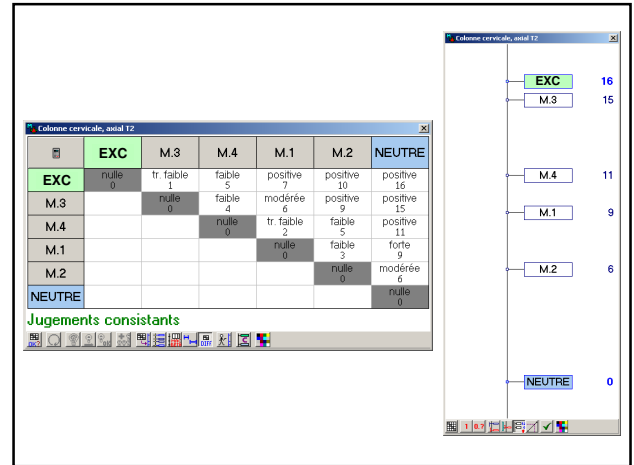 Colonne cervicale, axial T2
EXC 16
M.3 15
M.4 11
M.1 9
M.2 6
NEUTRE 0
Colonne cervicale, axial T2
EXC M.3 M.4 M.1 M.2 NEUTRE
EXC nulle tr. faible faible positive positive positive
0 1 5 7 10 16
M.3 nulle faible modérée positive positive
0 4 6 9 15
M.4 nulle tr. faible faible positive
0 2 5 11
M.1 nulle faible forte
0 3 9
M.2 nulle modérée
0 6
NEUTRE nulle
0
Jugements consistants